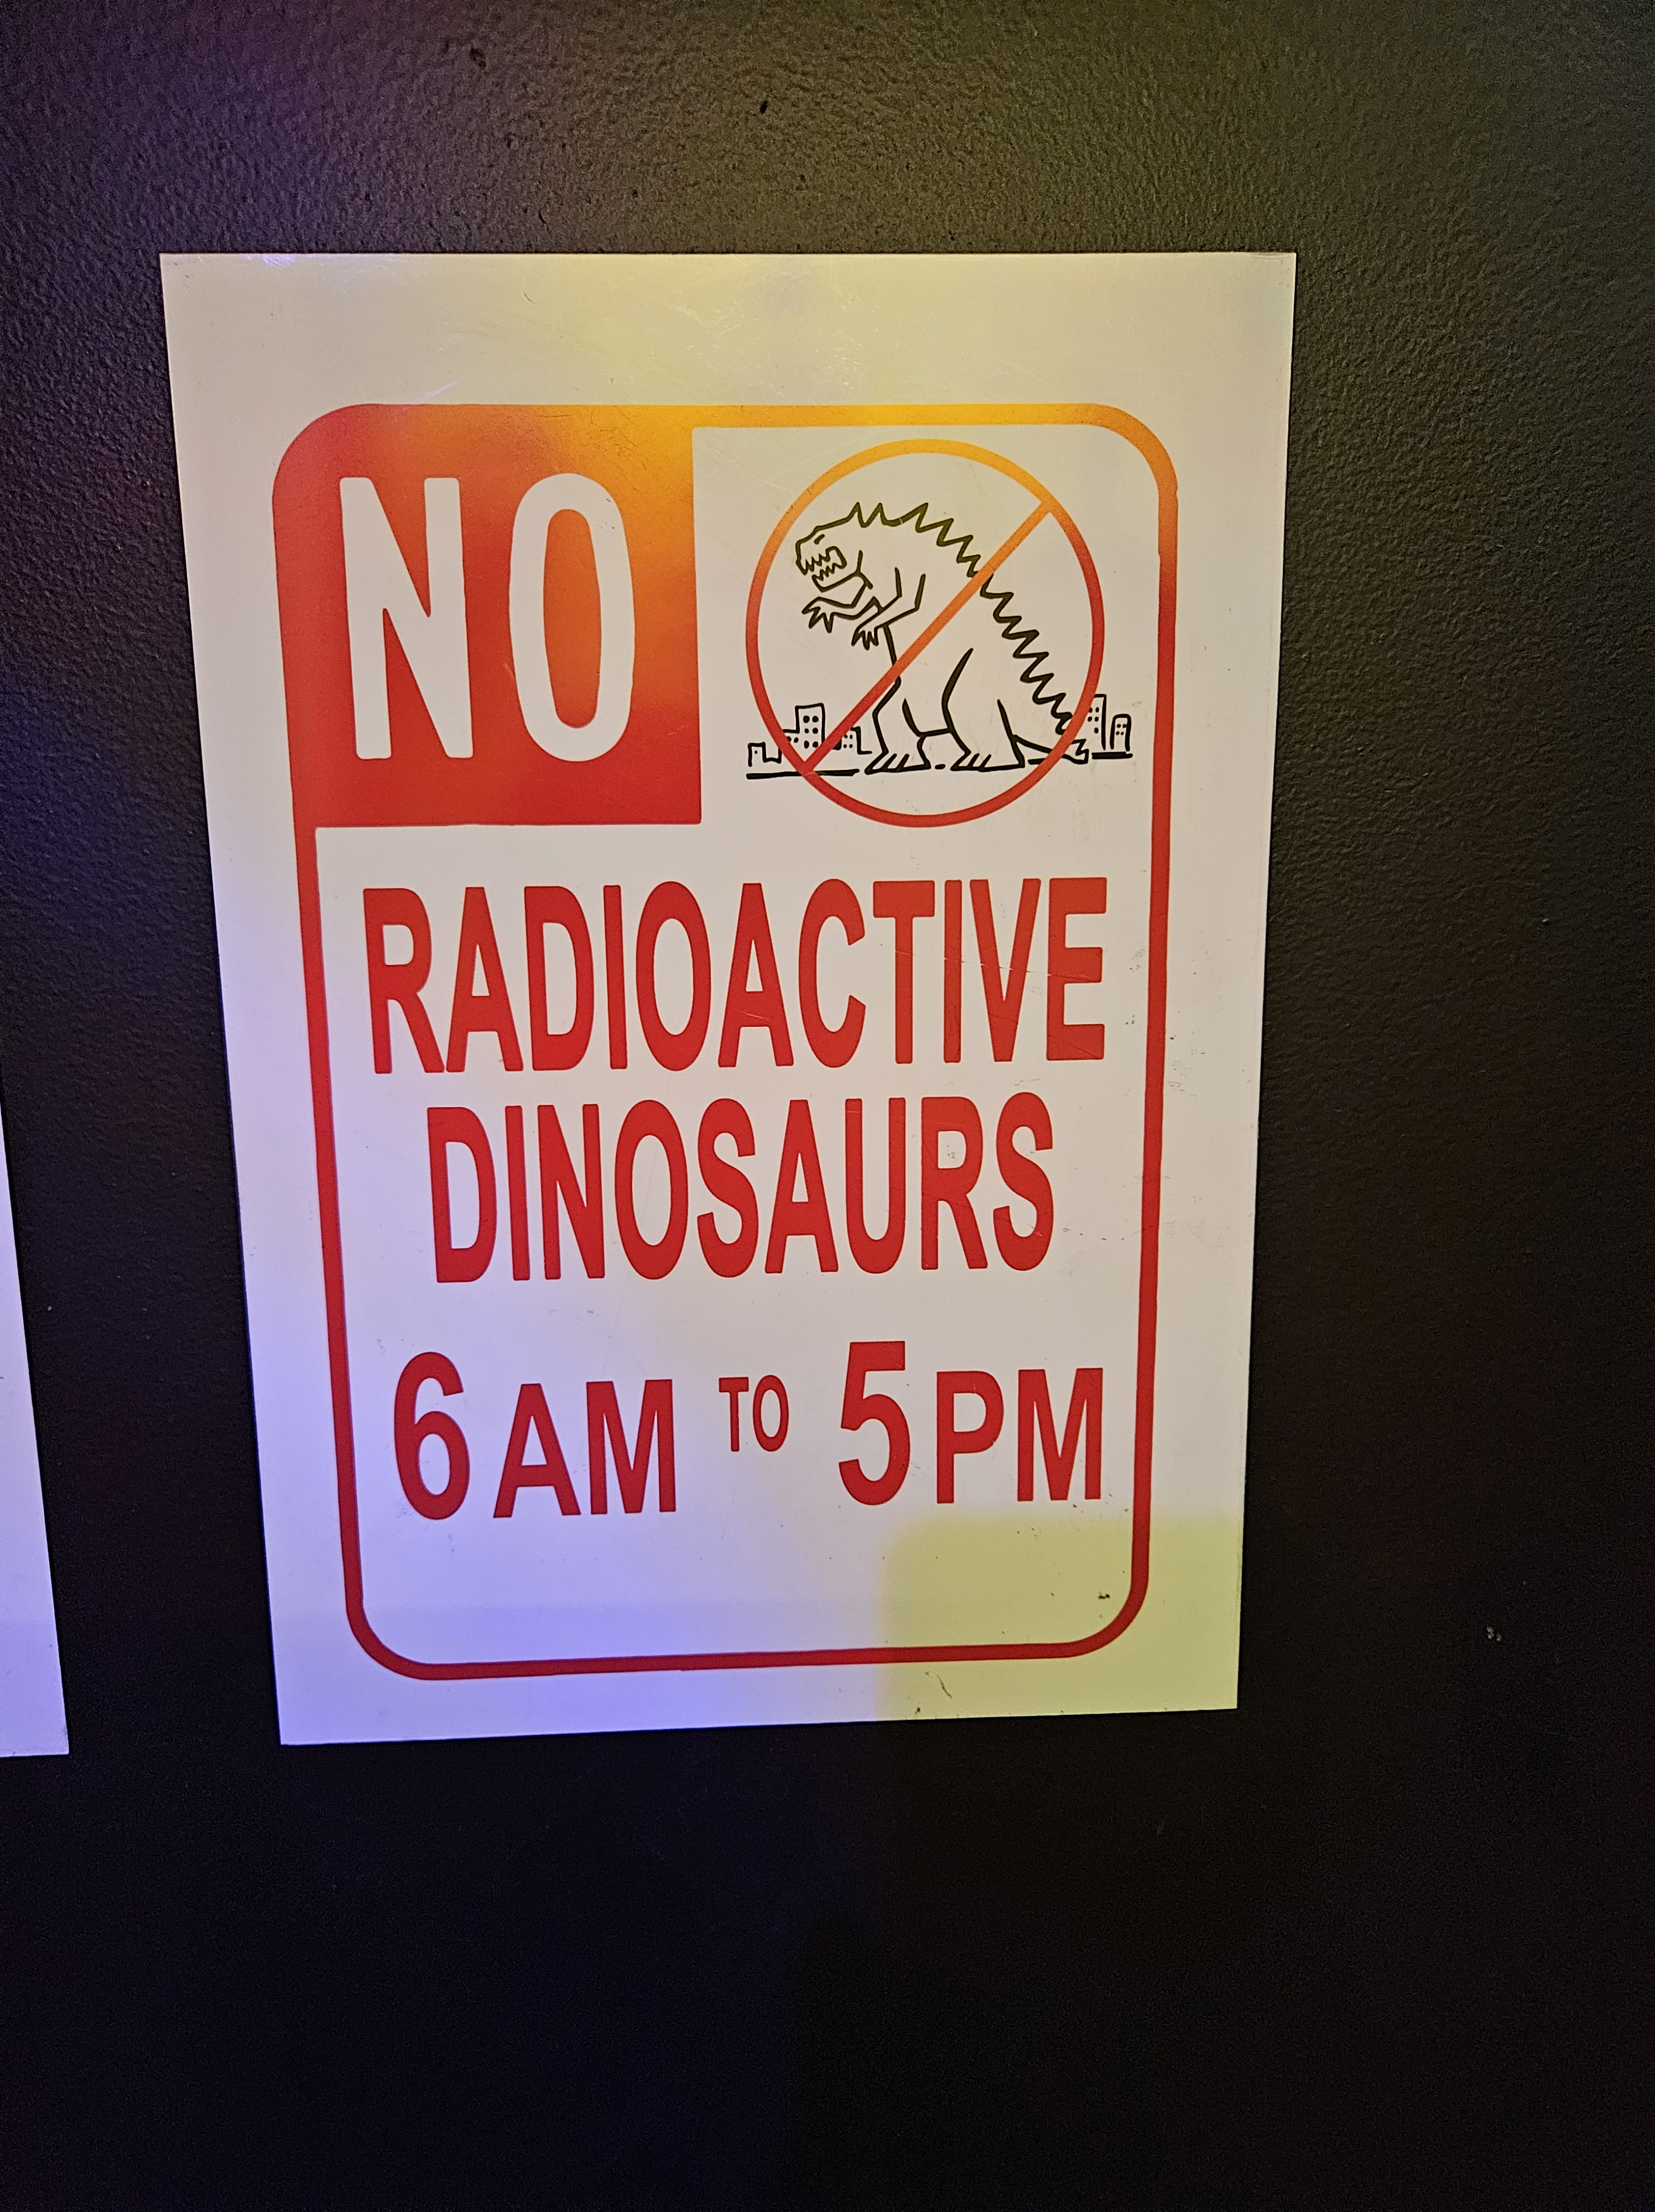 NO
RADIOACTIVE
DINOSAURS
6 AM TO 5 PM